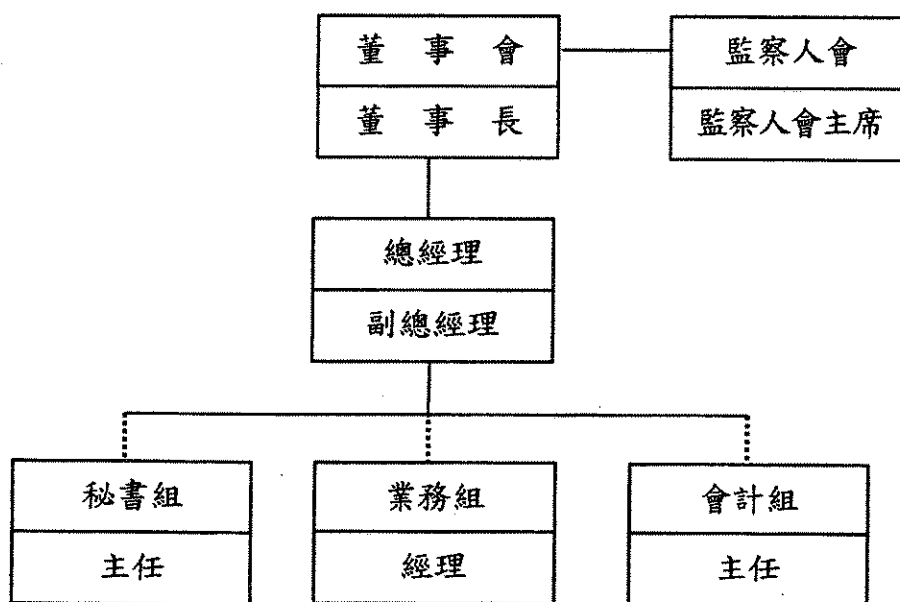 董事會
監察人會
董事長
監察人會主席
總經理
副總經理
秘書組
業務組
會計組
主任
經理
主任